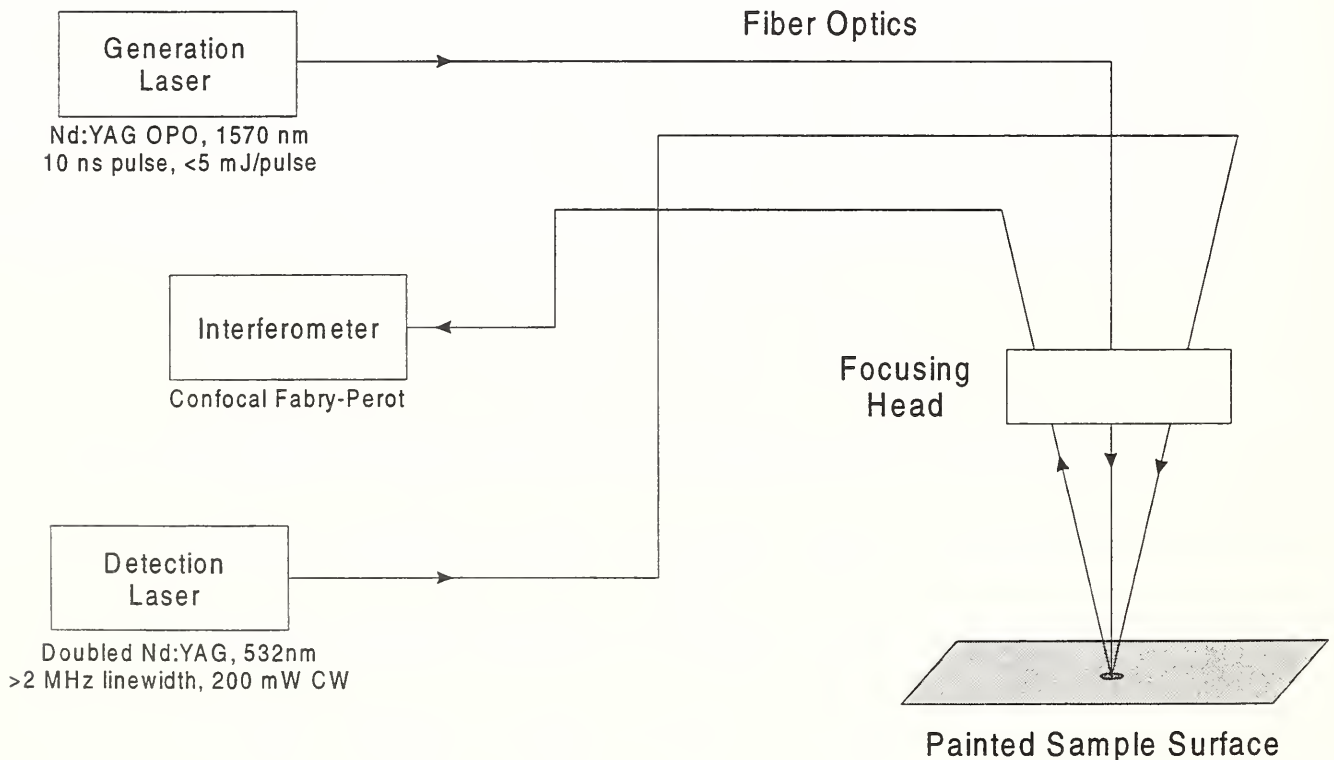 Fiber Optics
Generation
Laser
Nd:YAG OPO, 1570 nm
10 ns pulse, <5 mJ/pulse
Interferometer
Confocal Fabry-Perot
Focusing
Head
Detection
Laser
Doubled Nd:YAG, 532nm
>2 MHz linewidth, 200 mW CW
Painted Sample Surface